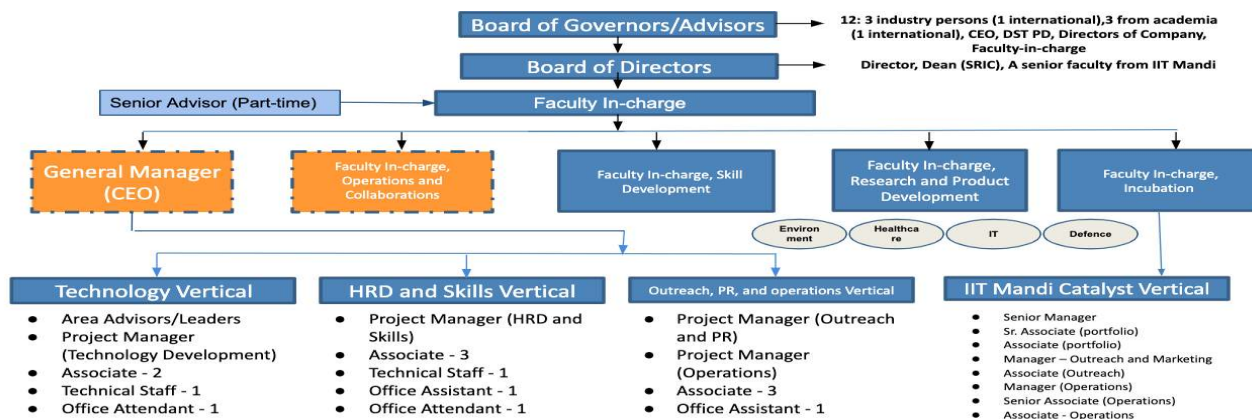 Board of Governors/Advisors
12: 3 industry persons (1 international),3 from academia
(1 international), CEO, DST PD, Directors of Company,
Faculty-in-charge
Board of Directors
Director, Dean (SRIC), A senior faculty from IIT Mandi
Senior Advisor (Part-time)
Faculty In-charge
General Manager
(CEO)
Faculty In-charge,
Operations and
Collaborations
Faculty In-charge, Skill
Development
Faculty In-charge,
Research and Product
Development
Faculty In-charge,
Incubation
Environ
ment
Healthca
re
IT
Defence
Technology Vertical
● Area Advisors/Leaders
● Project Manager
(Technology Development)
● Associate - 2
● Technical Staff - 1
● Office Attendant - 1
HRD and Skills Vertical
● Project Manager (HRD and
Skills)
● Associate - 3
● Technical Staff - 1
● Office Assistant - 1
● Office Attendant - 1
Outreach, PR, and operations Vertical
● Project Manager (Outreach
and PR)
● Project Manager
(Operations)
● Associate - 3
● Office Assistant - 1
IIT Mandi Catalyst Vertical
● Senior Manager
● Sr. Associate (portfolio)
● Associate (portfolio)
● Manager – Outreach and Marketing
● Associate (Outreach)
● Manager (Operations)
● Senior Associate (Operations)
● Associate - Operations